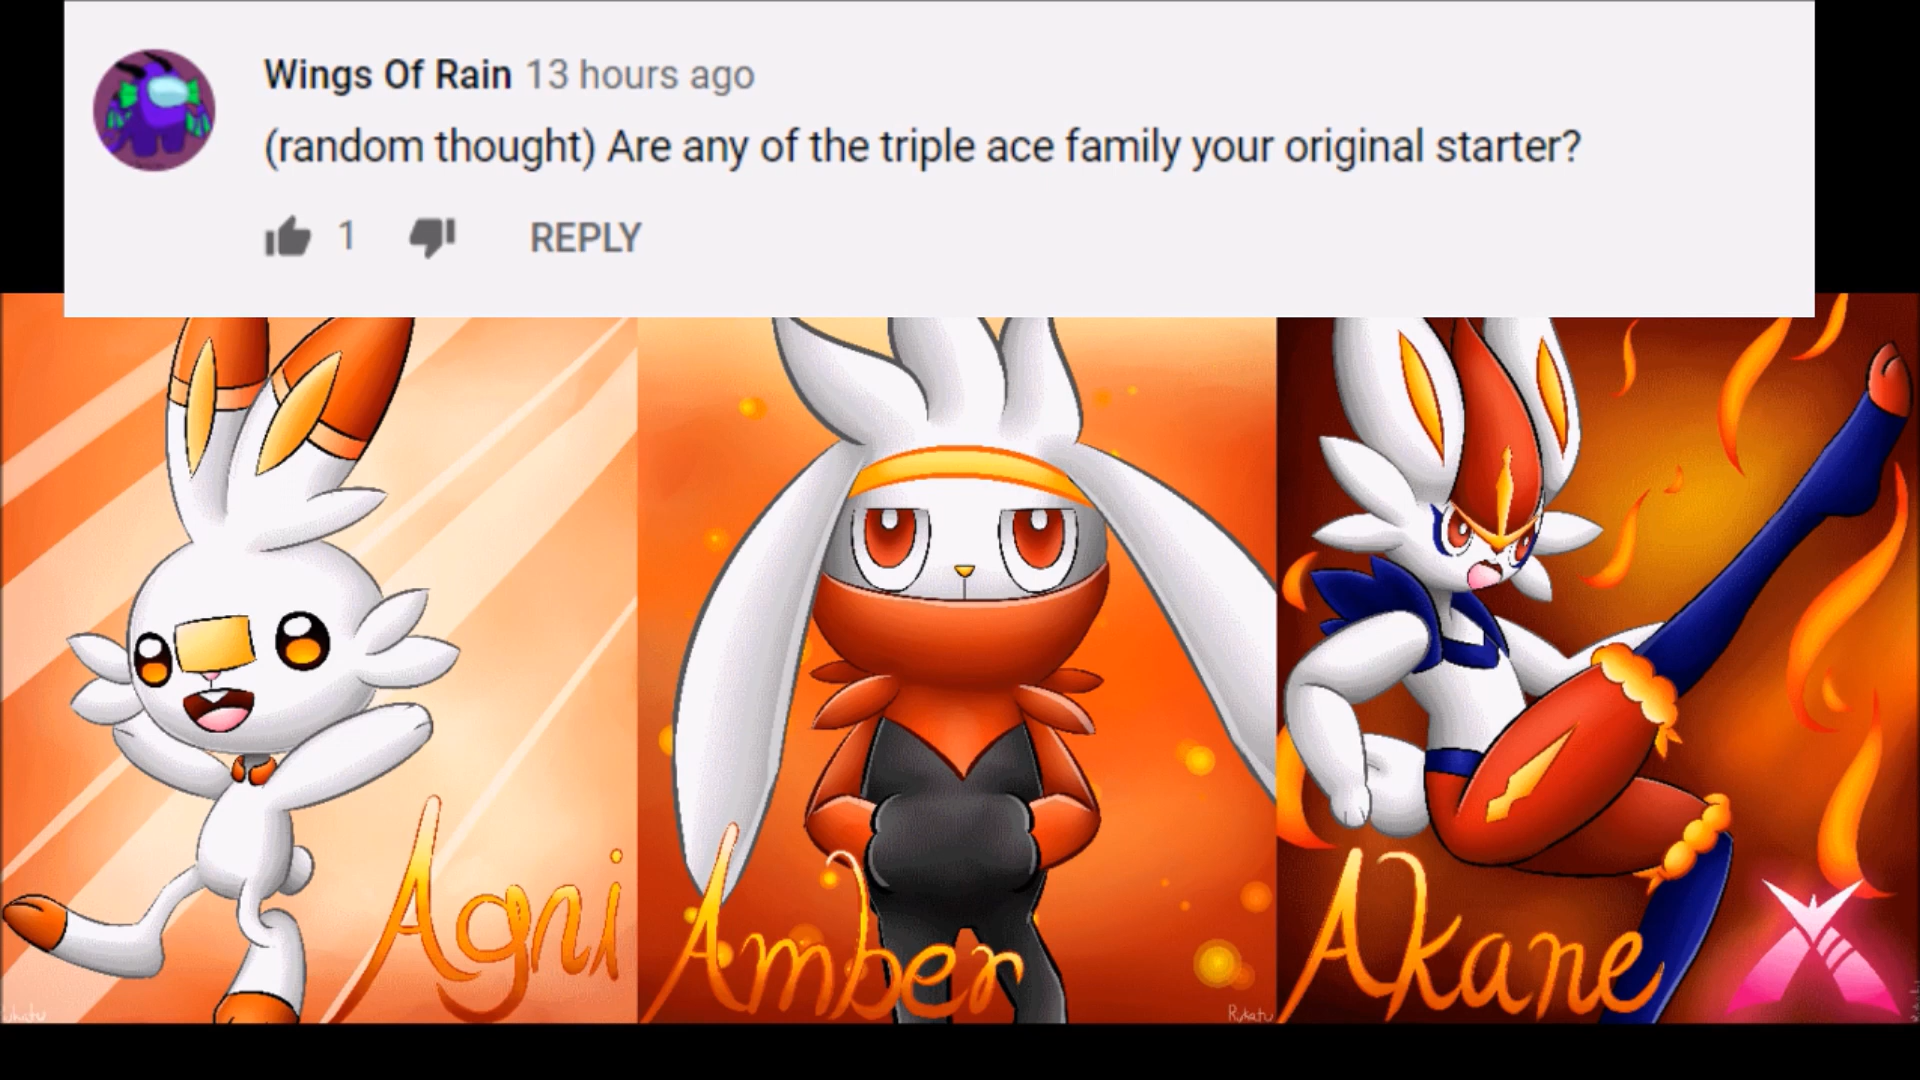 Wings Of Rain 13 hours ago
(random thought) Are any of the triple ace family your original starter?
1 REPLY
Agni
Amber
Akane
Rykatu